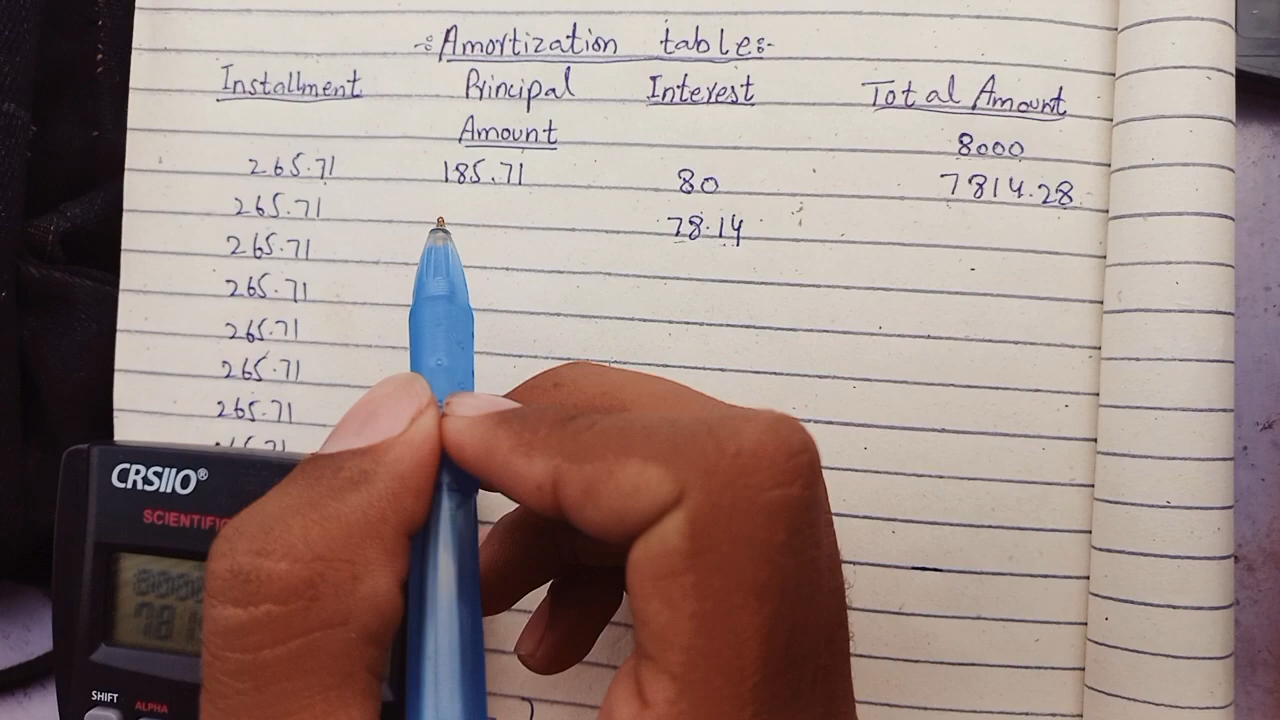 -: Amortization table:-
Installment Principal Interest Total Amount
Amount
8000
265.71 185.71 80 7814.28
265.71 78.14
265.71
265.71
265.71
265.71
265.71
CRSIIO®
SCIENTIFIC
SHIFT
ALPHA